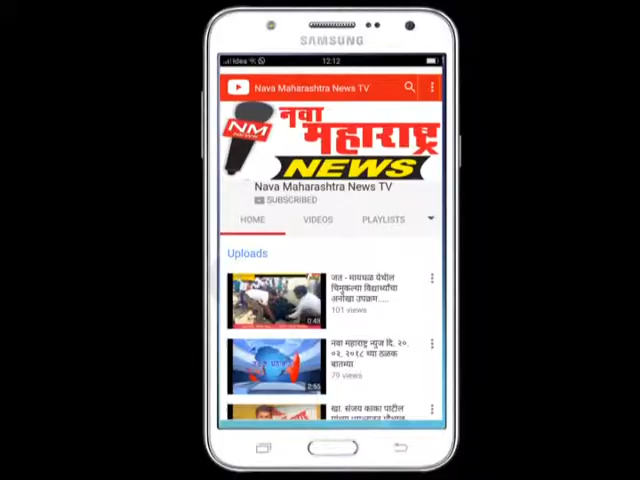 SAMSUNG
Idea
12:12
Nava Maharashtra News TV
NM
NEWS
नवा
महाराष्ट्र
NEWS
Nava Maharashtra News TV
SUBSCRIBED
HOME VIDEOS PLAYLISTS
Uploads
जत - मायथळ येथील
चिमुकल्या विद्यार्थ्यांचा
अनोखा उपक्रम.....
101 views
0:48
नवा महाराष्ट्र न्युज दि. २०.
०२. २०१८ च्या ठळक
बातम्या
79 views
2:55
खा. संजय काका पाटील